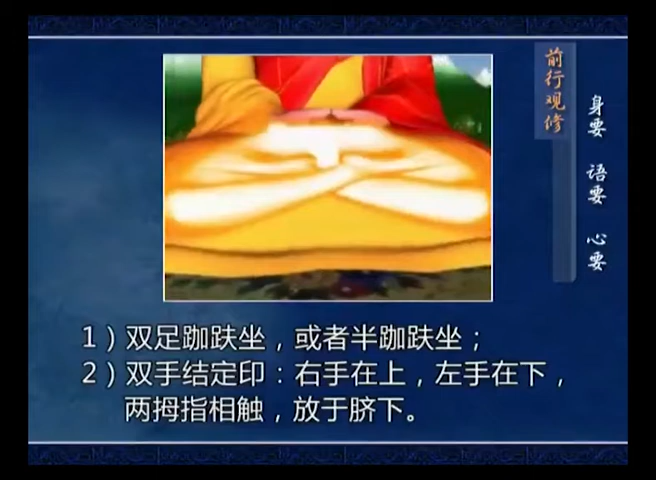 前行观修
身要 语要 心要
1）双足跏趺坐，或者半跏趺坐；
2）双手结定印：右手在上，左手在下，
两拇指相触，放于脐下。